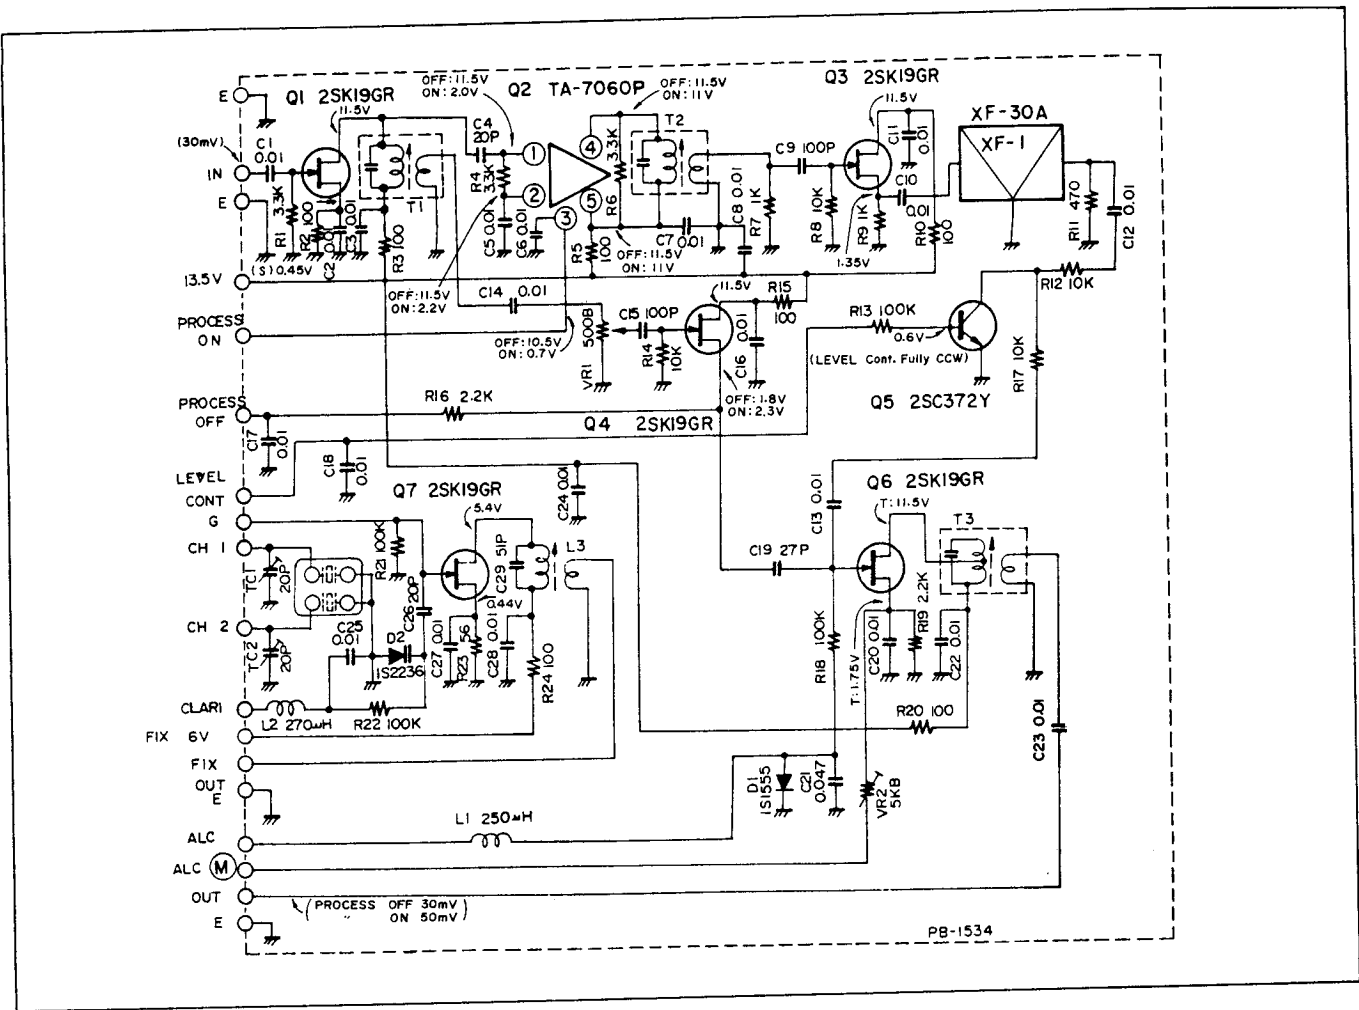 E
(30mV)
IN
E
13.5V
PROCESS
ON
PROCESS
OFF
LEVEL
CONT
G
CH 1
CH 2
CLARI
FIX 6V
FIX
OUT
E
ALC
ALC M
OUT
E
Q1 2SK19GR
11.5V
C1
0.01
R1 3.3K
R2 100
C2 0.01
C3 0.01
(S) 0.45V
T1
R3 100
C4
20P
OFF: 11.5V
ON: 2.0V
Q2 TA-7060P
R4 3.3K
1
2
3
4
5
C5 0.01
C6 0.01
OFF: 11.5V
ON: 2.2V
OFF: 11.5V
ON: 11V
3.3K
R6
T2
R5
100
C7 0.01
OFF: 11.5V
ON: 11V
C8 0.01
R7 1K
C9 100P
R8 10K
Q3 2SK19GR
11.5V
C11
0.01
C10
0.01
R9 1K
1.35V
R10
100
XF-30A
XF-1
R11 470
C12 0.01
R12 10K
C14 0.01
OFF: 10.5V
ON: 0.7V
VR1 500B
C15 100P
R14
10K
11.5V
R15
100
C16 0.01
OFF: 1.8V
ON: 2.3V
Q4 2SK19GR
R13 100K
0.6V
(LEVEL Cont. Fully CCW)
Q5 2SC372Y
R17 10K
R16 2.2K
C17
0.01
C18
0.01
Q7 2SK19GR
5.4V
C24 0.01
R21 100K
TC1
20P
TC2
20P
C25
0.01
D2
1S2236
C26 20P
C27 0.01
R23 56
0.44V
C28 0.01
C29 51P
L3
R24 100
L2 270μH
R22 100K
C13 0.01
C19 27P
Q6 2SK19GR
T: 11.5V
T3
R18 100K
T: 1.75V
C20 0.01
R19 2.2K
C22 0.01
R20 100
C23 0.01
D1
1S1555
C21
0.047
VR2
5KB
L1 250μH
(PROCESS OFF 30mV
" ON 50mV)
PB-1534